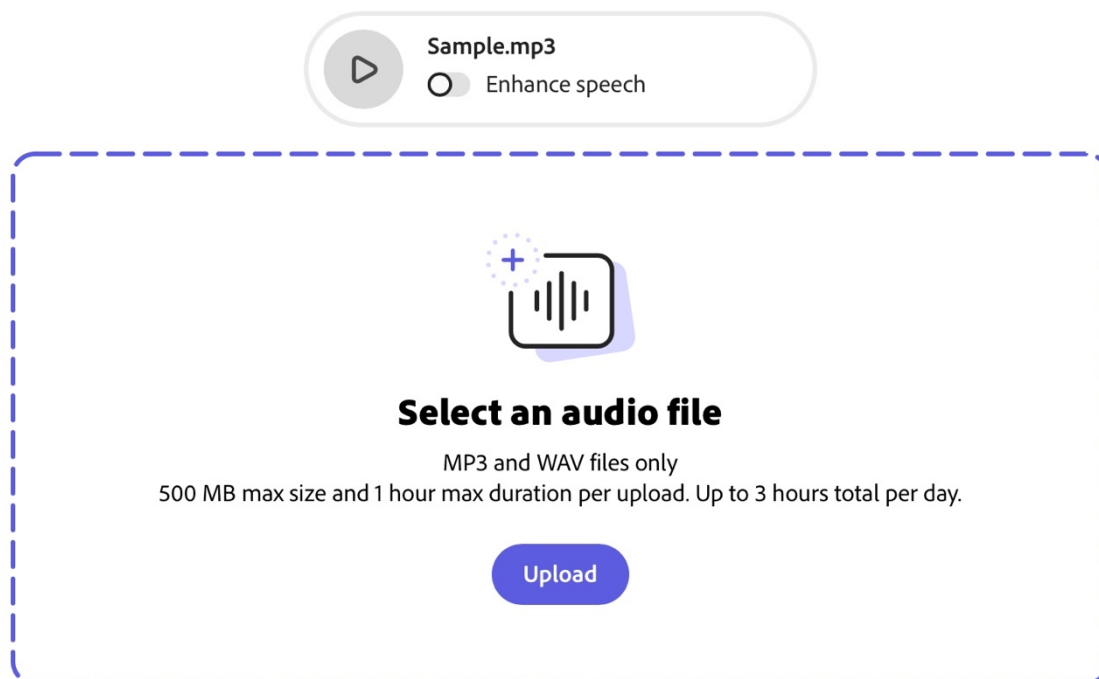 Sample.mp3
Enhance speech
Select an audio file
MP3 and WAV files only
500 MB max size and 1 hour max duration per upload. Up to 3 hours total per day.
Upload